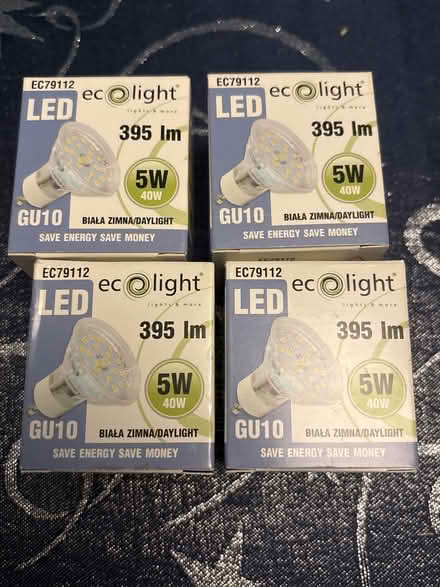 EC79112
LED
ecolight®
lights & more
395 lm
5W
40W
GU10
BIAŁA ZIMNA/DAYLIGHT
SAVE ENERGY SAVE MONEY
EC79112
LED
ecolight®
lights & more
395 lm
5W
40W
GU10
BIAŁA ZIMNA/DAYLIGHT
SAVE ENERGY SAVE MONEY
EC79112
LED
ecolight®
lights & more
395 lm
5W
40W
GU10
BIAŁA ZIMNA/DAYLIGHT
SAVE ENERGY SAVE MONEY
EC79112
LED
ecolight®
lights & more
395 lm
5W
40W
GU10
BIAŁA ZIMNA/DAYLIGHT
SAVE ENERGY SAVE MONEY